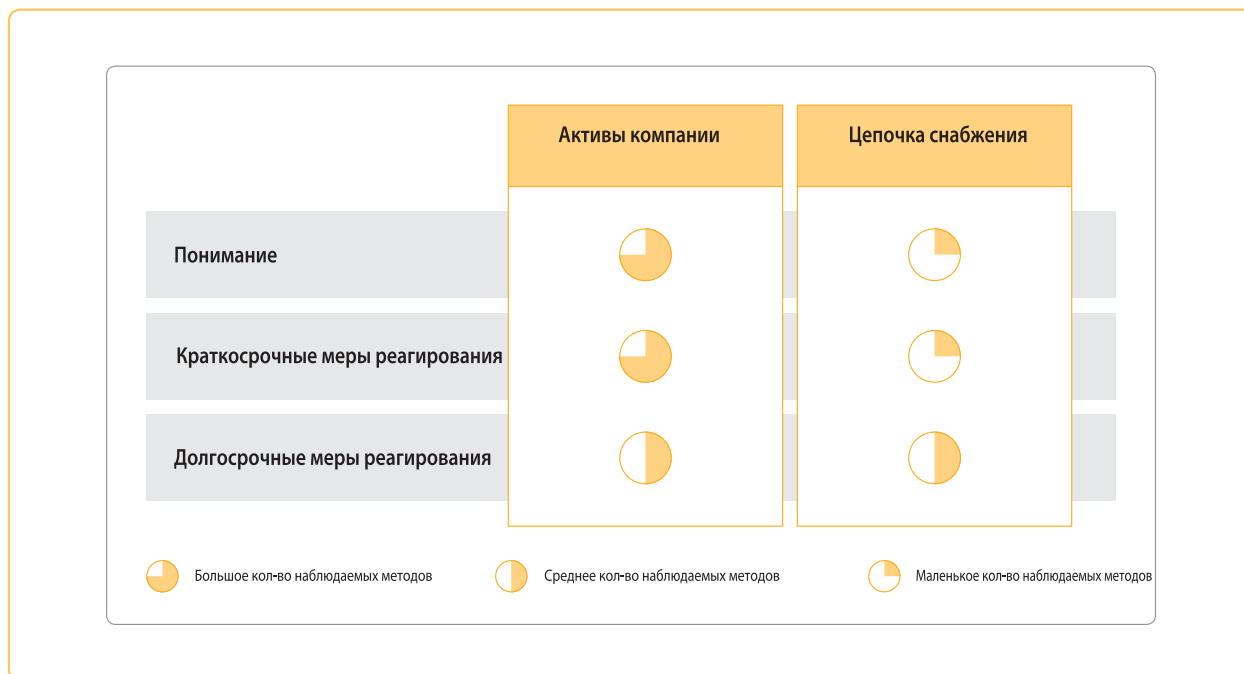 Активы компании
Цепочка снабжения
Понимание
Краткосрочные меры реагирования
Долгосрочные меры реагирования
Большое кол-во наблюдаемых методов
Среднее кол-во наблюдаемых методов
Маленькое кол-во наблюдаемых методов